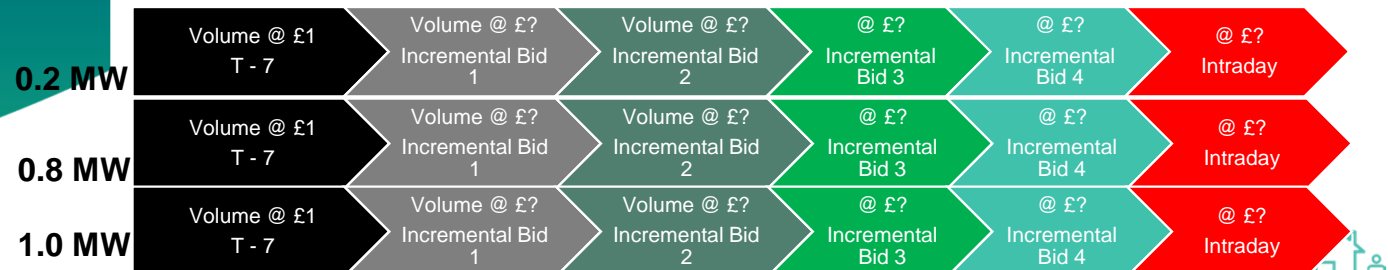 0.2 MW
Volume @ £1
T - 7
Volume @ £?
Incremental Bid
1
Volume @ £?
Incremental Bid
2
@ £?
Incremental
Bid 3
@ £?
Incremental
Bid 4
@ £?
Intraday
0.8 MW
Volume @ £1
T - 7
Volume @ £?
Incremental Bid
1
Volume @ £?
Incremental Bid
2
@ £?
Incremental
Bid 3
@ £?
Incremental
Bid 4
@ £?
Intraday
1.0 MW
Volume @ £1
T - 7
Volume @ £?
Incremental Bid
1
Volume @ £?
Incremental Bid
2
@ £?
Incremental
Bid 3
@ £?
Incremental
Bid 4
@ £?
Intraday